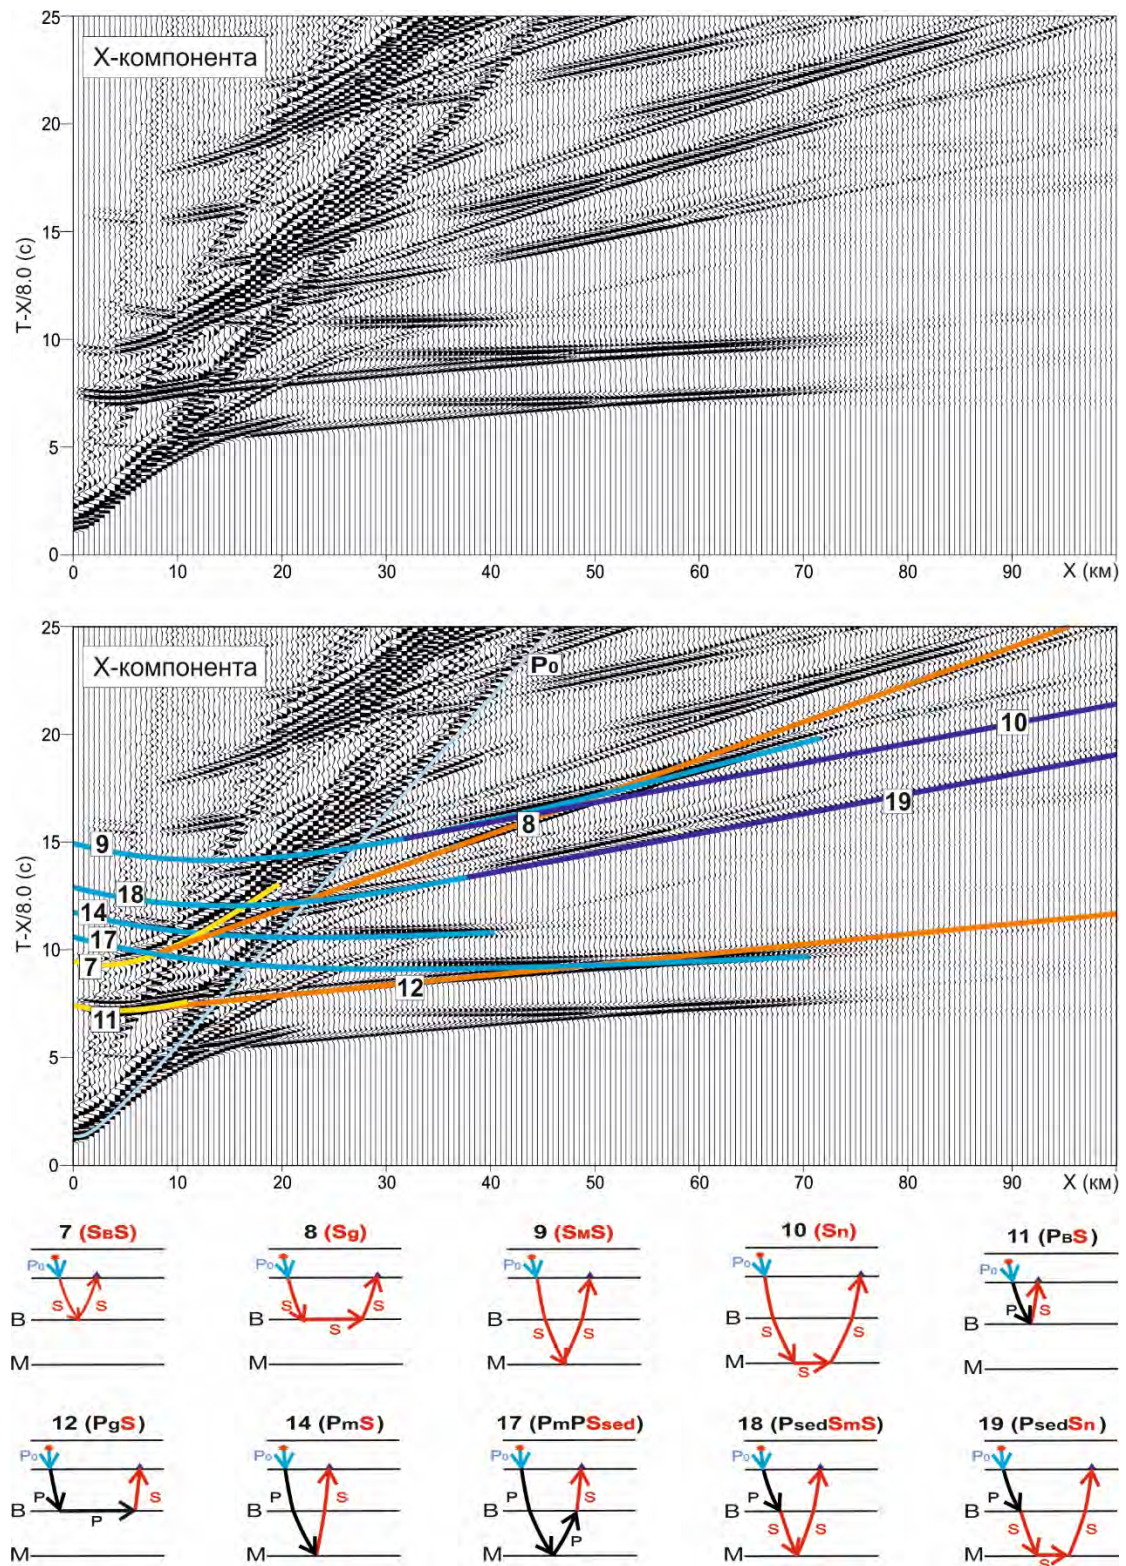 25
X-компонента
20
15
T-X/8.0 (c)
10
5
0
0 10 20 30 40 50 60 70 80 90 X (км)
25
X-компонента
P0
20
10
19
15
9
8
T-X/8.0 (c)
18
14
10
17
7
12
11
5
0
0 10 20 30 40 50 60 70 80 90 X (км)
7 (SBS) 8 (Sg) 9 (SMS) 10 (Sn) 11 (PBS)
P0 P0 P0 P0 P0
S S S S S S S S S P S
B S B B B B
S
M M M M M
12 (PgS) 14 (PmS) 17 (PmPSsed) 18 (PsedSmS) 19 (PsedSn)
P0 P0 P0 P0 P0
P S P S P S P S P S
B P B B P B S S B S
M M M M M S